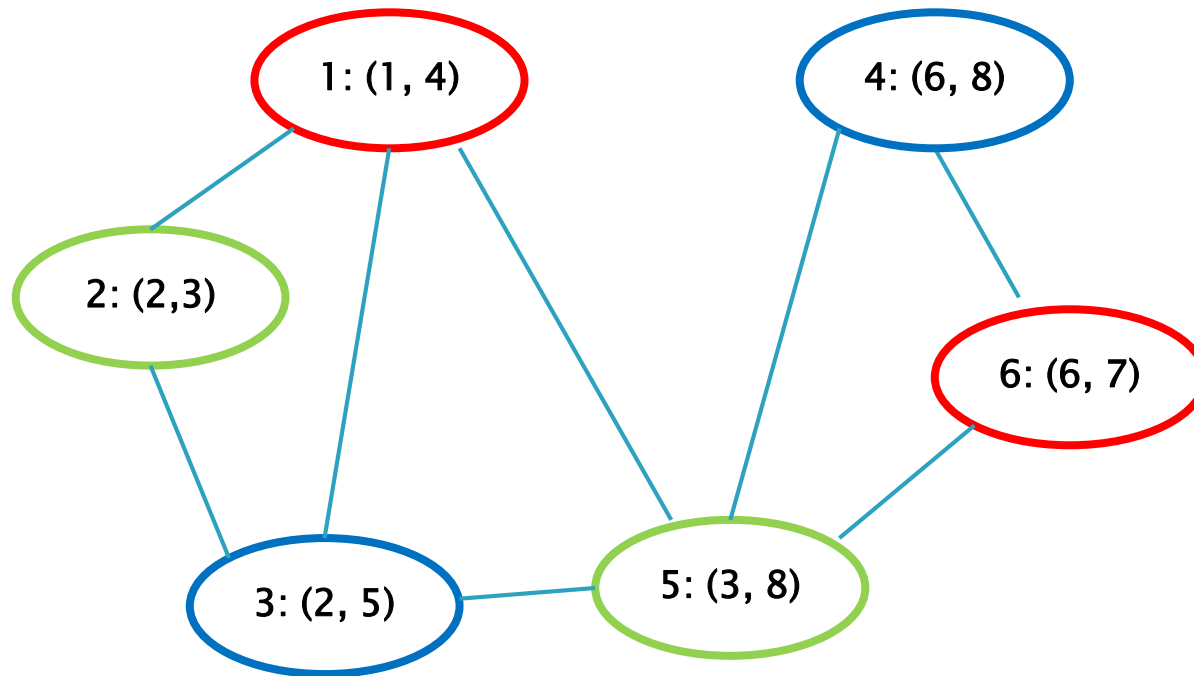 1: (1, 4)
4: (6, 8)
2: (2,3)
6: (6, 7)
3: (2, 5)
5: (3, 8)